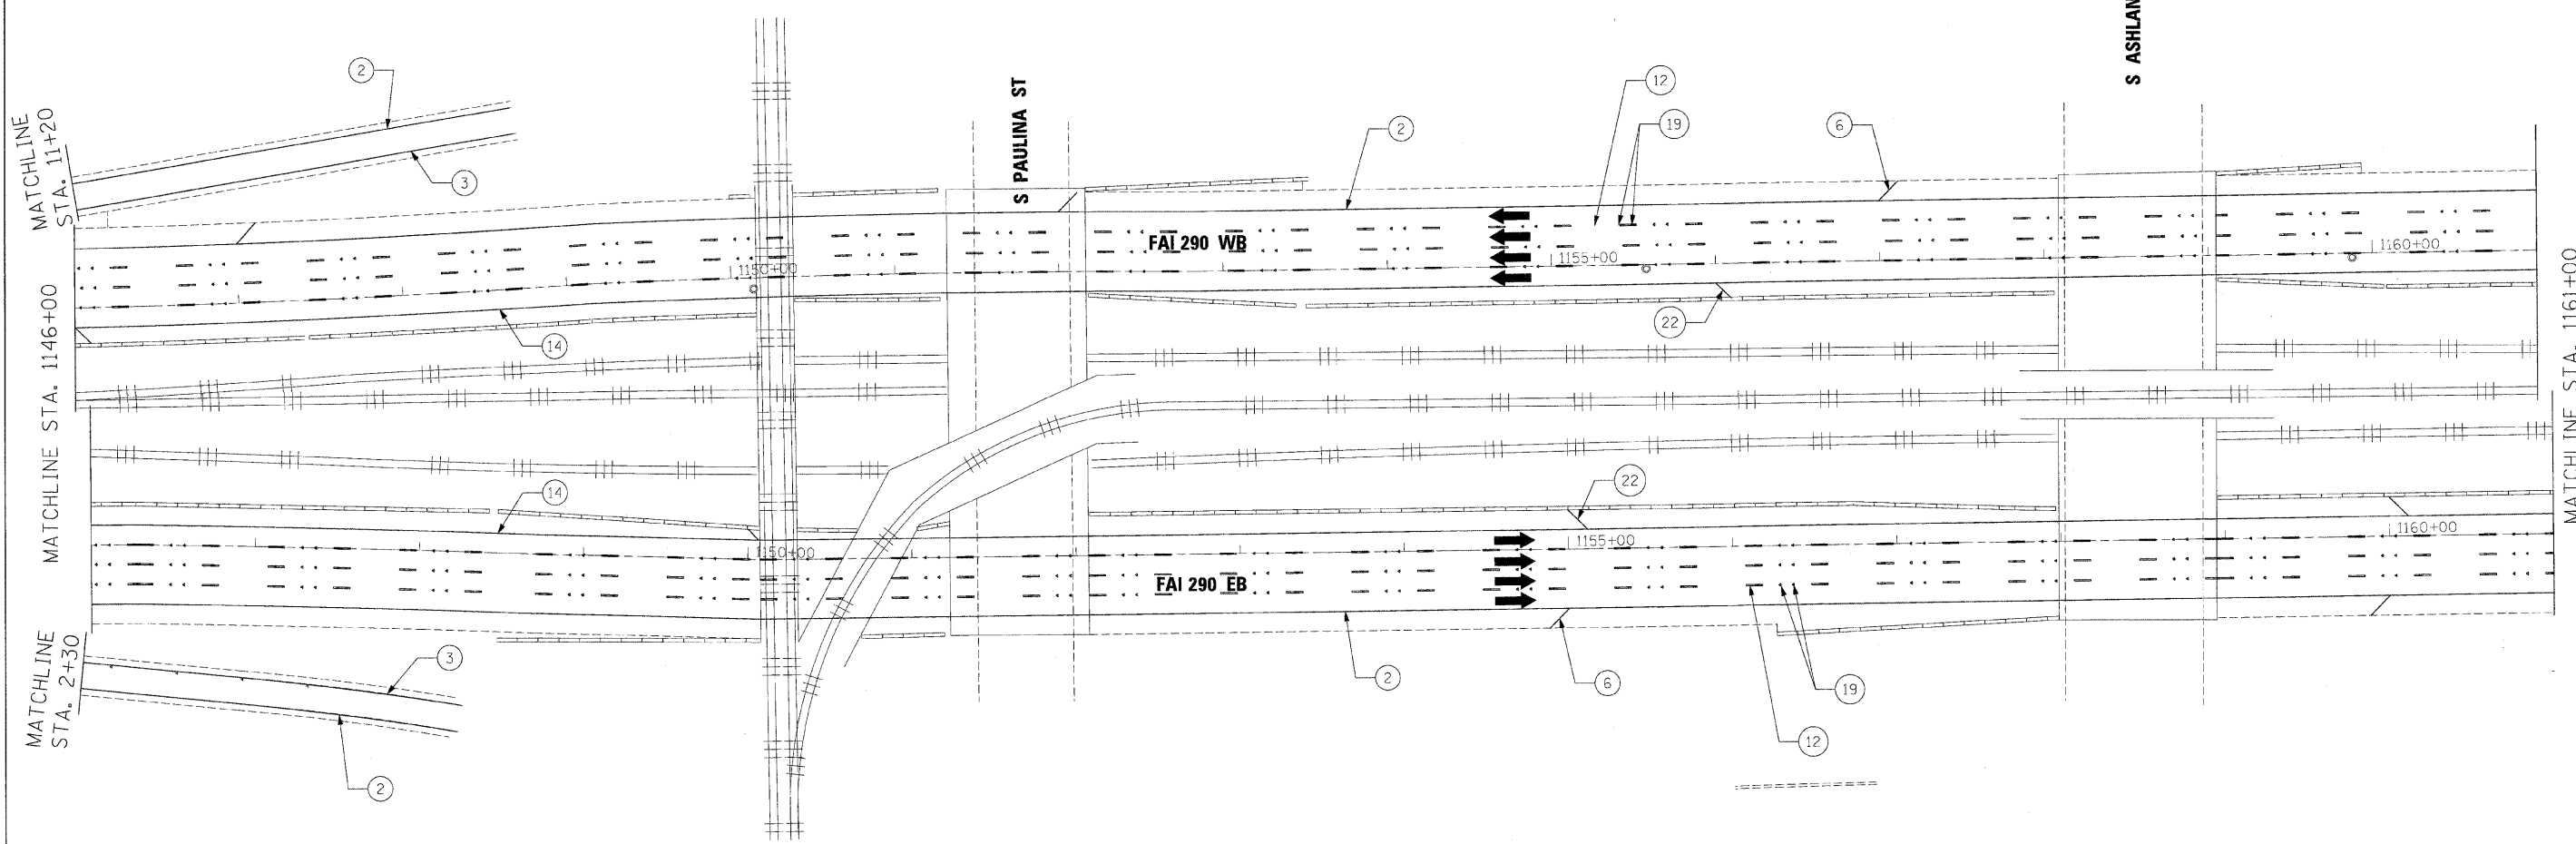 MATCHLINE
STA. 11+20
MATCHLINE STA. 1146+00
MATCHLINE
STA. 2+30
2
3
14
14
3
2
S PAULINA ST
S ASHLAN
2
12
19
6
FAI 290 WB
1150+00
1155+00
1160+00
22
22
1150+00
1155+00
1160+00
FAI 290 EB
2
6
19
12
MATCHLINE STA. 1161+00